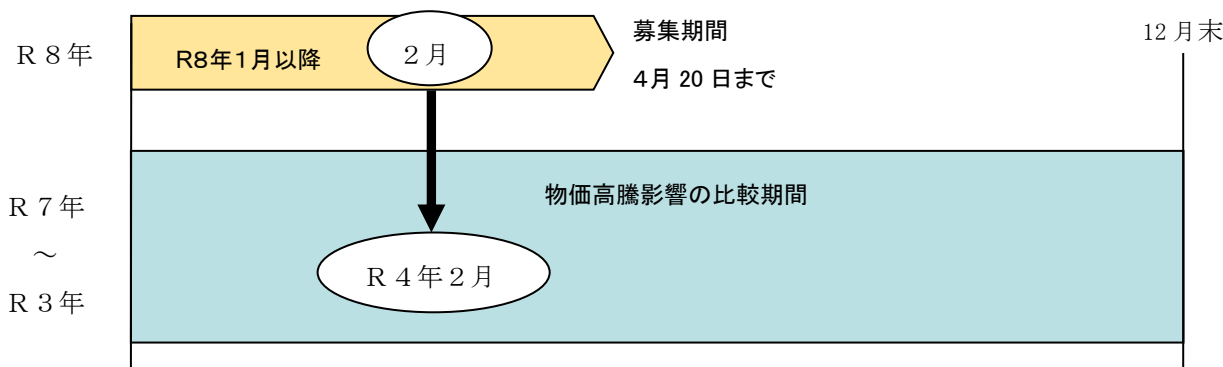 募集期間
12月末
R８年
R8年１月以降
２月
４月 20 日まで
物価高騰影響の比較期間
R７年
～
R３年
R４年２月